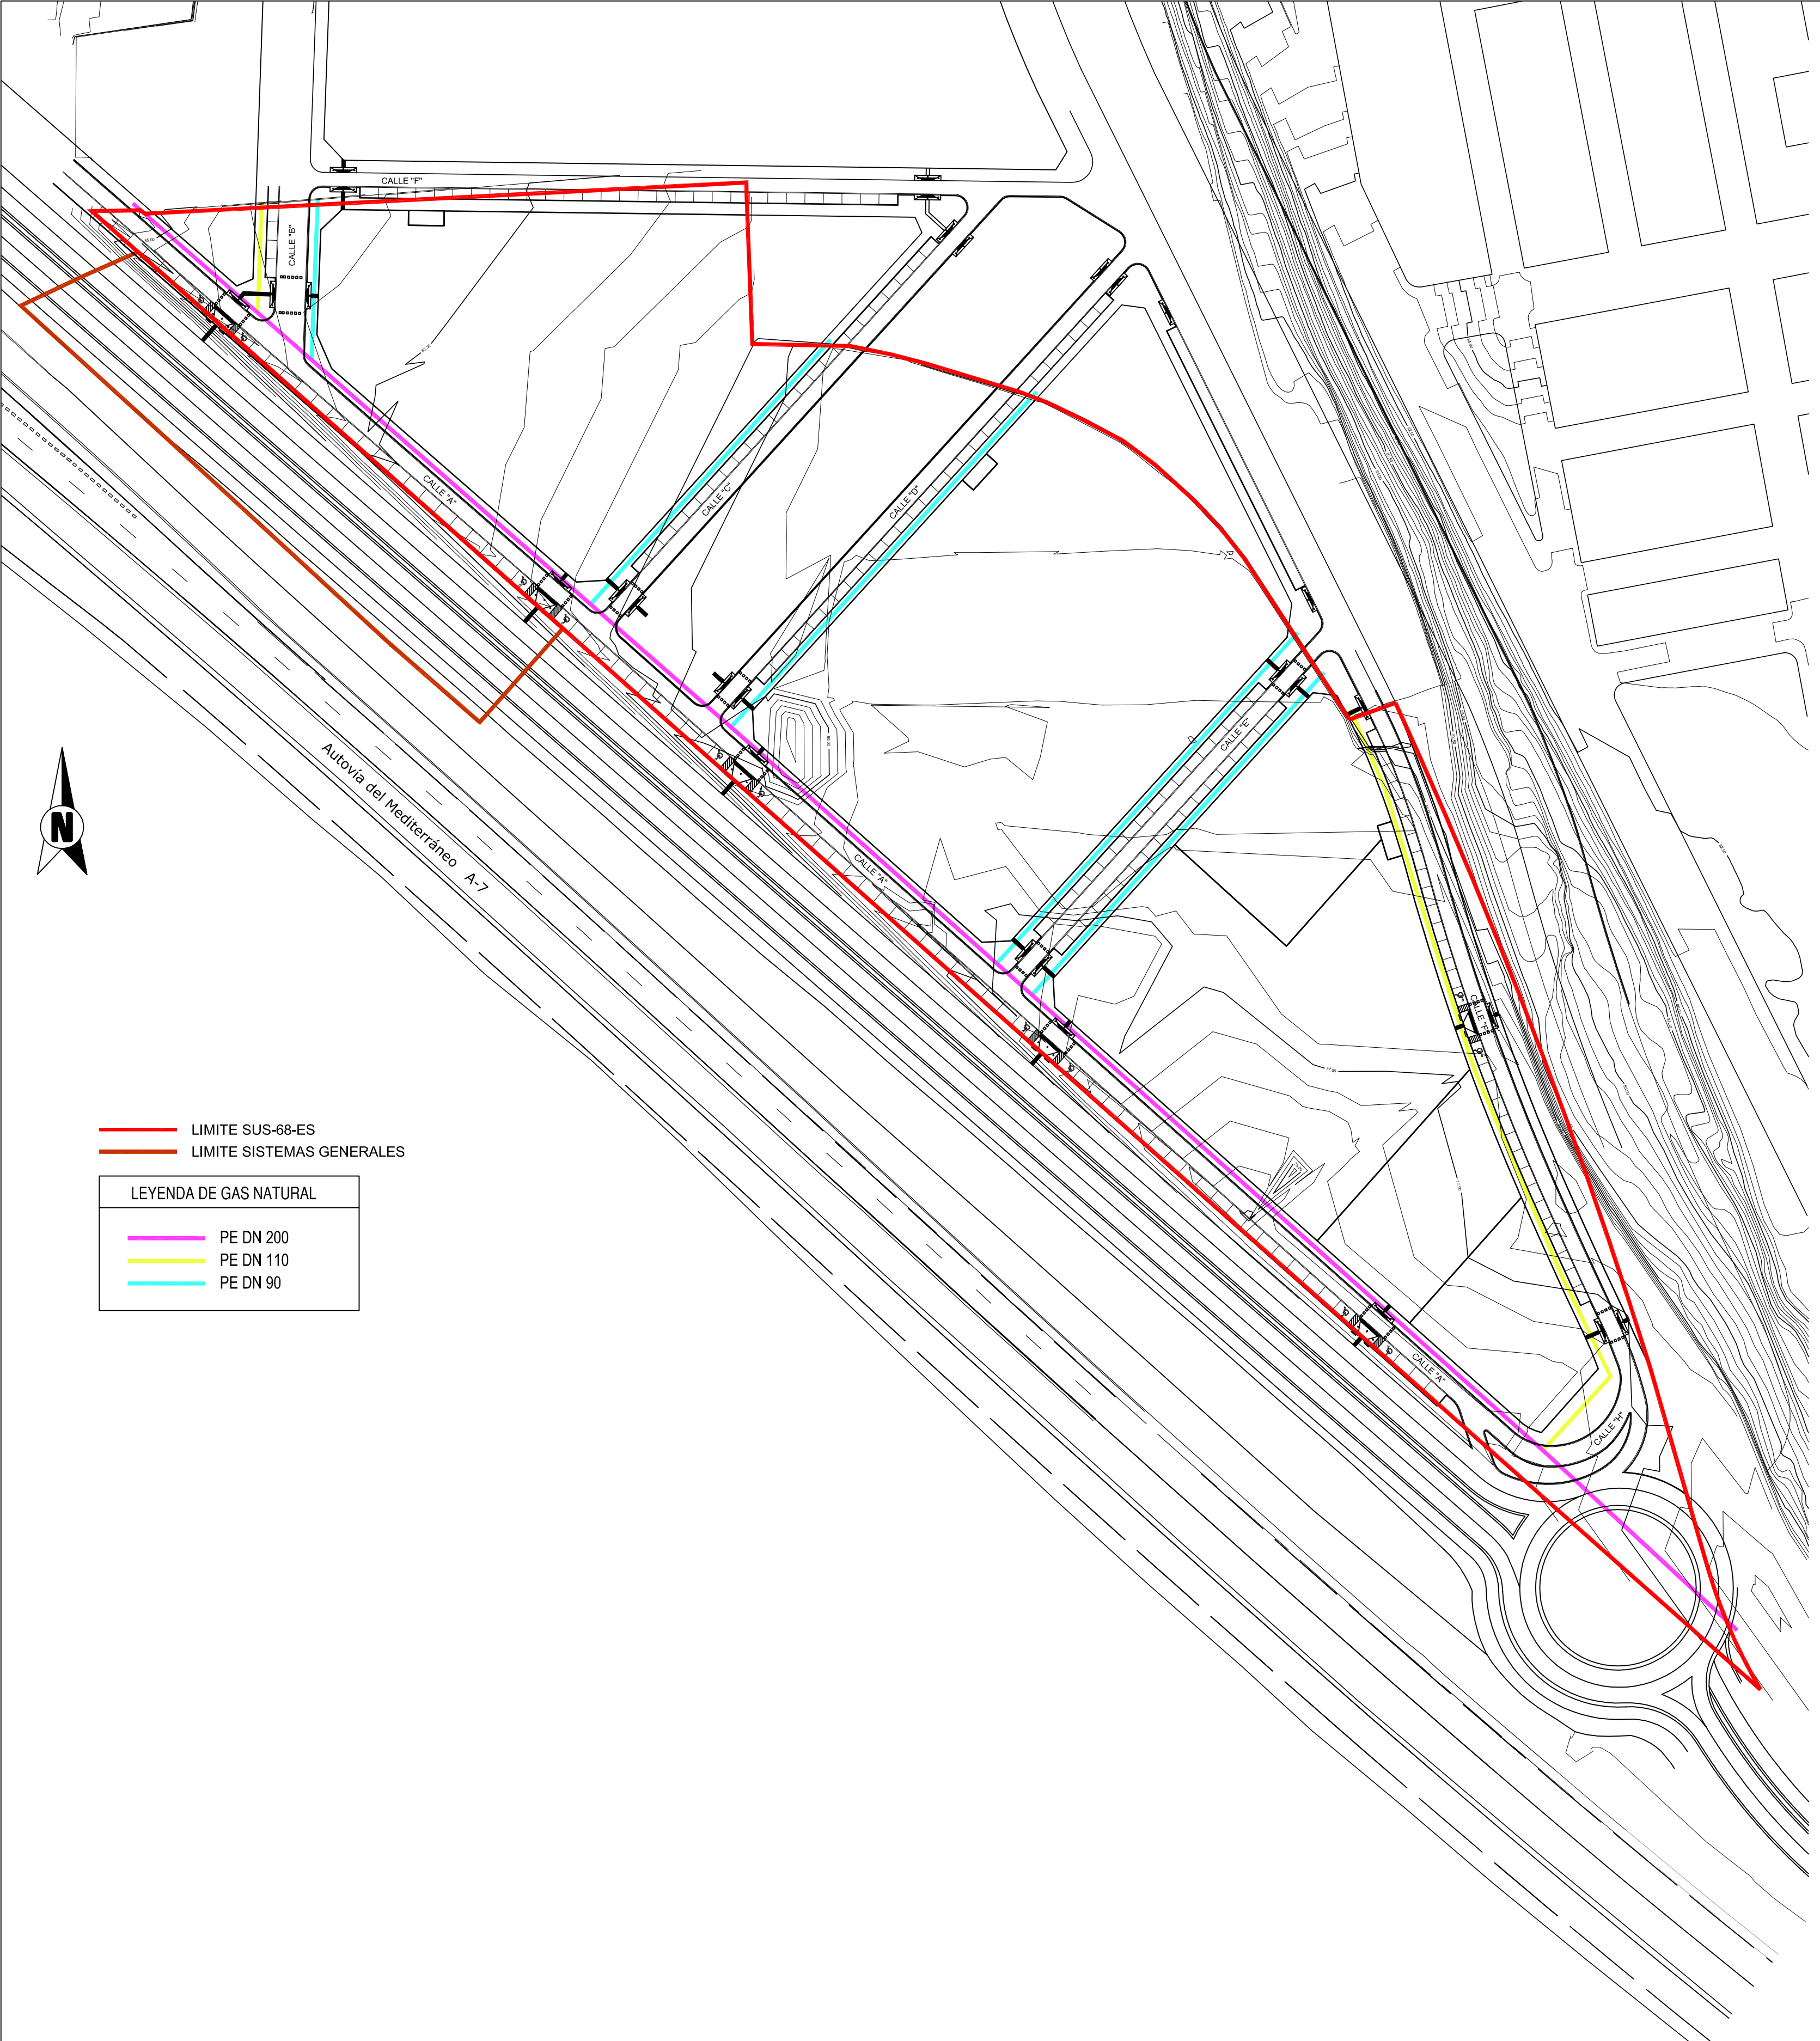 CALLE "F"
CALLE "B"
CALLE "A"
CALLE "C"
CALLE "D"
CALLE "E"
CALLE "A"
CALLE "F"
CALLE "A"
CALLE "H"
Autovía del Mediterráneo A-7
N
LIMITE SUS-68-ES
LIMITE SISTEMAS GENERALES
LEYENDA DE GAS NATURAL
PE DN 200
PE DN 110
PE DN 90